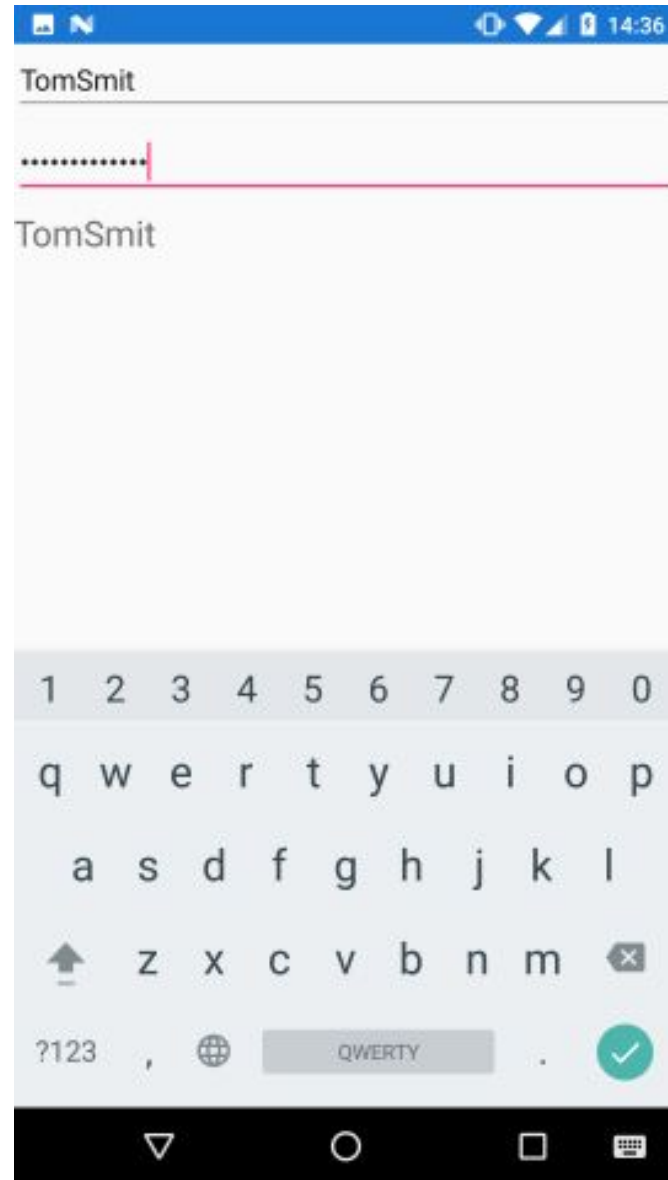 14:36
TomSmit
•••••••••••••
TomSmit
1 2 3 4 5 6 7 8 9 0
q w e r t y u i o p
a s d f g h j k l
z x c v b n m
?123 , QWERTY .